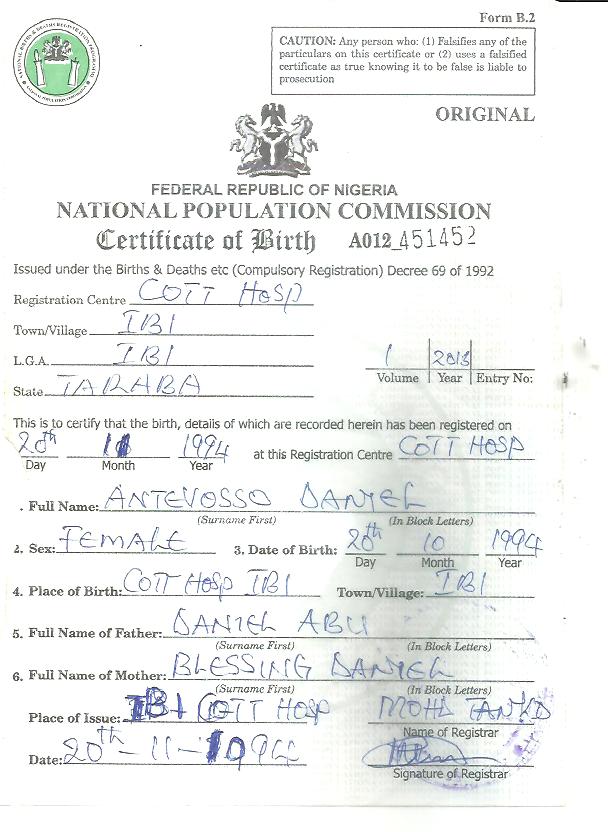 Form B.2
NATIONAL BIRTHS & DEATHS REGISTRATION PROGRAMME
NATIONAL POPULATION COMMISSION
CAUTION: Any person who: (1) Falsifies any of the
particulars on this certificate or (2) uses a falsified
certificate as true knowing it to be false is liable to
prosecution
ORIGINAL
FEDERAL REPUBLIC OF NIGERIA
NATIONAL POPULATION COMMISSION
Certificate of Birth A012 451452
Issued under the Births & Deaths etc (Compulsory Registration) Decree 69 of 1992
Registration Centre COTT HOSP
Town/Village IBI
L.G.A. IBI
State TARABA
1 2013
Volume Year Entry No:
This is to certify that the birth, details of which are recorded herein has been registered on
20th 11 1994 at this Registration Centre COTT HOSP
Day Month Year
. Full Name: ANTEVOSSO DANIEL
(Surname First) (In Block Letters)
2. Sex: FEMALE 3. Date of Birth: 20th 10 1994
Day Month Year
4. Place of Birth: COTT HOSP IBI Town/Village: IBI
5. Full Name of Father: DANIEL ABU
(Surname First) (In Block Letters)
6. Full Name of Mother: BLESSING DANIEL
(Surname First) (In Block Letters)
Place of Issue: IBI COTT HOSP MOHD
Name of Registrar
Date: 20th-11-1994
Signature of Registrar